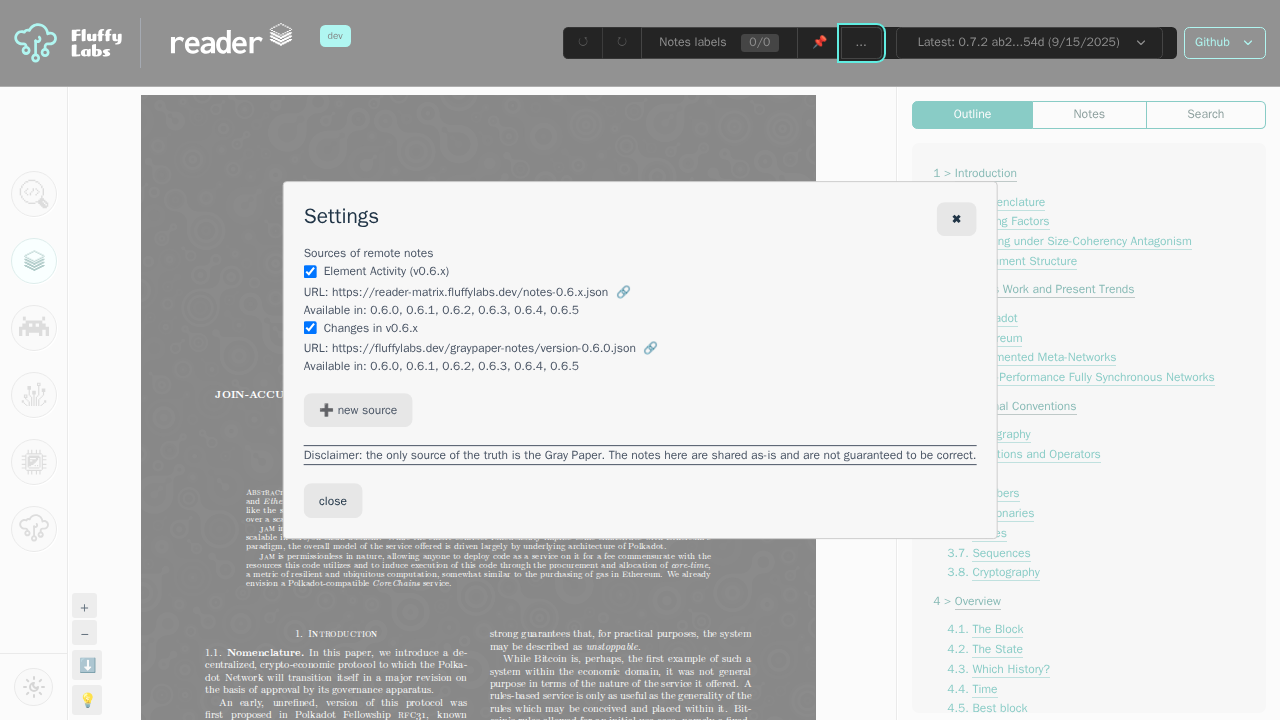 Fluffy
Labs
reader
dev
Notes labels 0/0
...
Latest: 0.7.2 ab2...54d (9/15/2025)
Github
Outline
Notes
Search
1 > Introduction
enclature
ng Factors
ng under Size-Coherency Antagonism
ment Structure
s Work and Present Trends
adot
reum
mented Meta-Networks
Performance Fully Synchronous Networks
al Conventions
graphy
tions and Operators
bers
onaries
es
3.7. Sequences
3.8. Cryptography
4 > Overview
4.1. The Block
4.2. The State
4.3. Which History?
4.4. Time
4.5. Best block
Settings
✖
Sources of remote notes
Element Activity (v0.6.x)
URL: https://reader-matrix.fluffylabs.dev/notes-0.6.x.json
Available in: 0.6.0, 0.6.1, 0.6.2, 0.6.3, 0.6.4, 0.6.5
Changes in v0.6.x
URL: https://fluffylabs.dev/graypaper-notes/version-0.6.0.json
Available in: 0.6.0, 0.6.1, 0.6.2, 0.6.3, 0.6.4, 0.6.5
➕ new source
Disclaimer: the only source of the truth is the Gray Paper. The notes here are shared as-is and are not guaranteed to be correct.
close
JOIN-ACCU
Abstrac
and Ethe
like the s
over a sca
JAM in
scalable in
paradigm, the overall model of the service offered is driven largely by underlying architecture of Polkadot.
JAM is permissionless in nature, allowing anyone to deploy code as a service on it for a fee commensurate with the
resources this code utilizes and to induce execution of this code through the procurement and allocation of core-time,
a metric of resilient and ubiquitous computation, somewhat similar to the purchasing of gas in Ethereum. We already
envision a Polkadot-compatible CoreChains service.
1. Introduction
1.1. Nomenclature. In this paper, we introduce a de-
centralized, crypto-economic protocol to which the Polka-
dot Network will transition itself in a major revision on
the basis of approval by its governance apparatus.
An early, unrefined, version of this protocol was
first proposed in Polkadot Fellowship RFC31, known
strong guarantees that, for practical purposes, the system
may be described as unstoppable.
While Bitcoin is, perhaps, the first example of such a
system within the economic domain, it was not general
purpose in terms of the nature of the service it offered. A
rules-based service is only as useful as the generality of the
rules which may be conceived and placed within it. Bit-
+
−